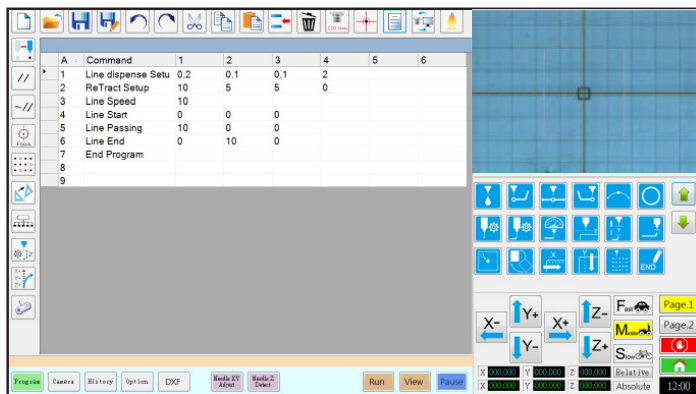 CCD Mode
A Command 1 2 3 4 5 6
1 Line dispense Setu 0.2 0.1 0.1 2
2 ReTract Setup 10 5 5 0
3 Line Speed 10
4 Line Start 0 0 0
5 Line Passing 10 0 0
6 Line End 0 10 0
7 End Program
8
9
Focus
X
END
X- Y+ X+ Z- Fast Page.1
Y- Z+ Middle Page.2
Slow
X 000.000 Y 000.000 Z 000.000 Relative
X 000.000 Y 000.000 Z 000.000 Absolute 12:00
Program Camera History Option DXF Needle XY Adjust Needle Z Detect Run View Pause